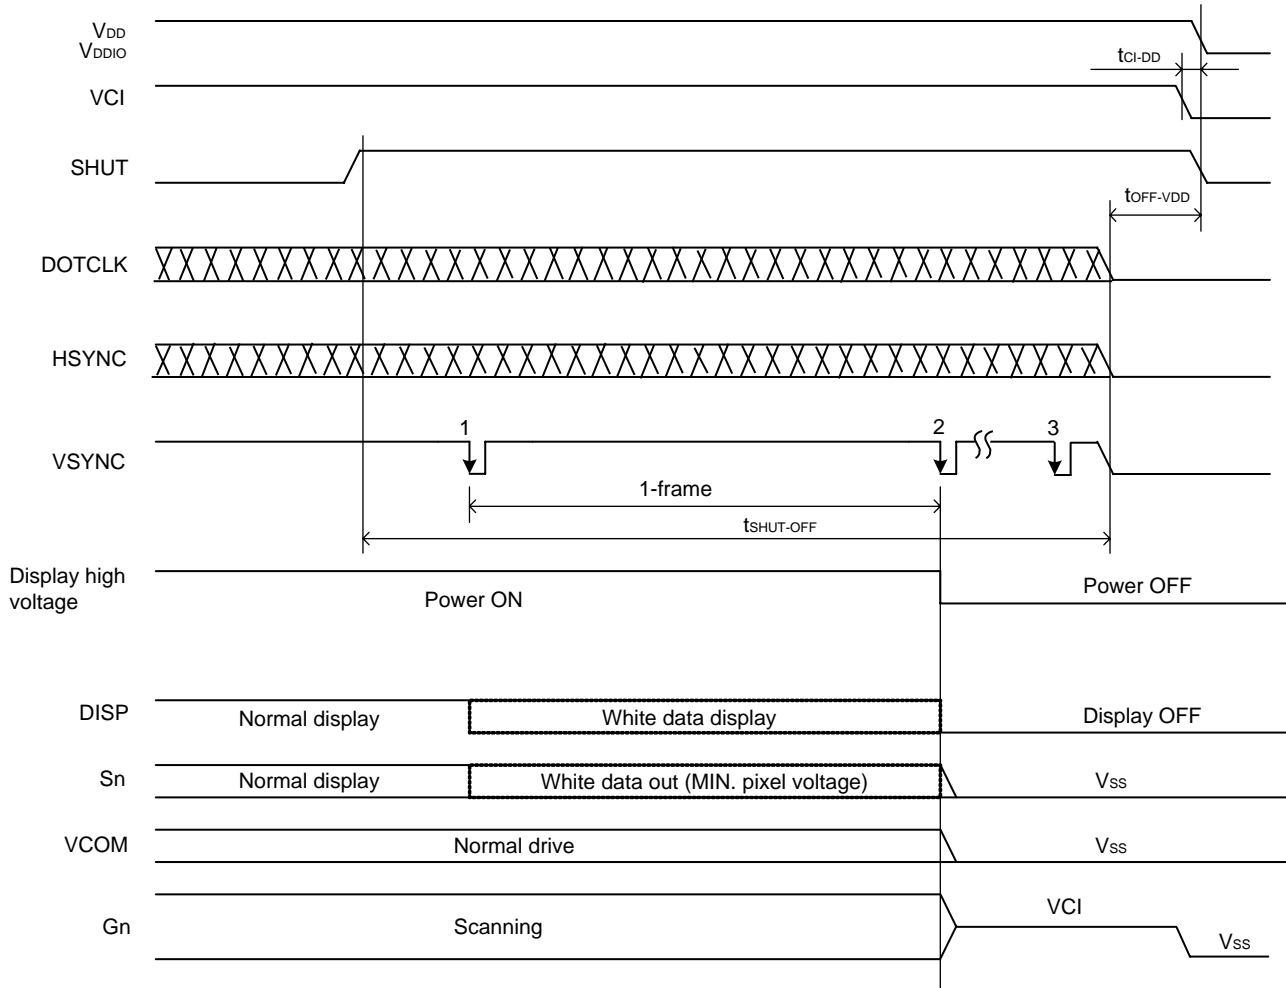 VDD
VDDIO
tCI-DD
VCI
SHUT
tOFF-VDD
DOTCLK
HSYNC
1
2
3
VSYNC
1-frame
tSHUT-OFF
Display high
voltage
Power ON
Power OFF
DISP
Normal display
White data display
Display OFF
Sn
Normal display
White data out (MIN. pixel voltage)
VSS
VCOM
Normal drive
VSS
VCI
Gn
Scanning
VSS